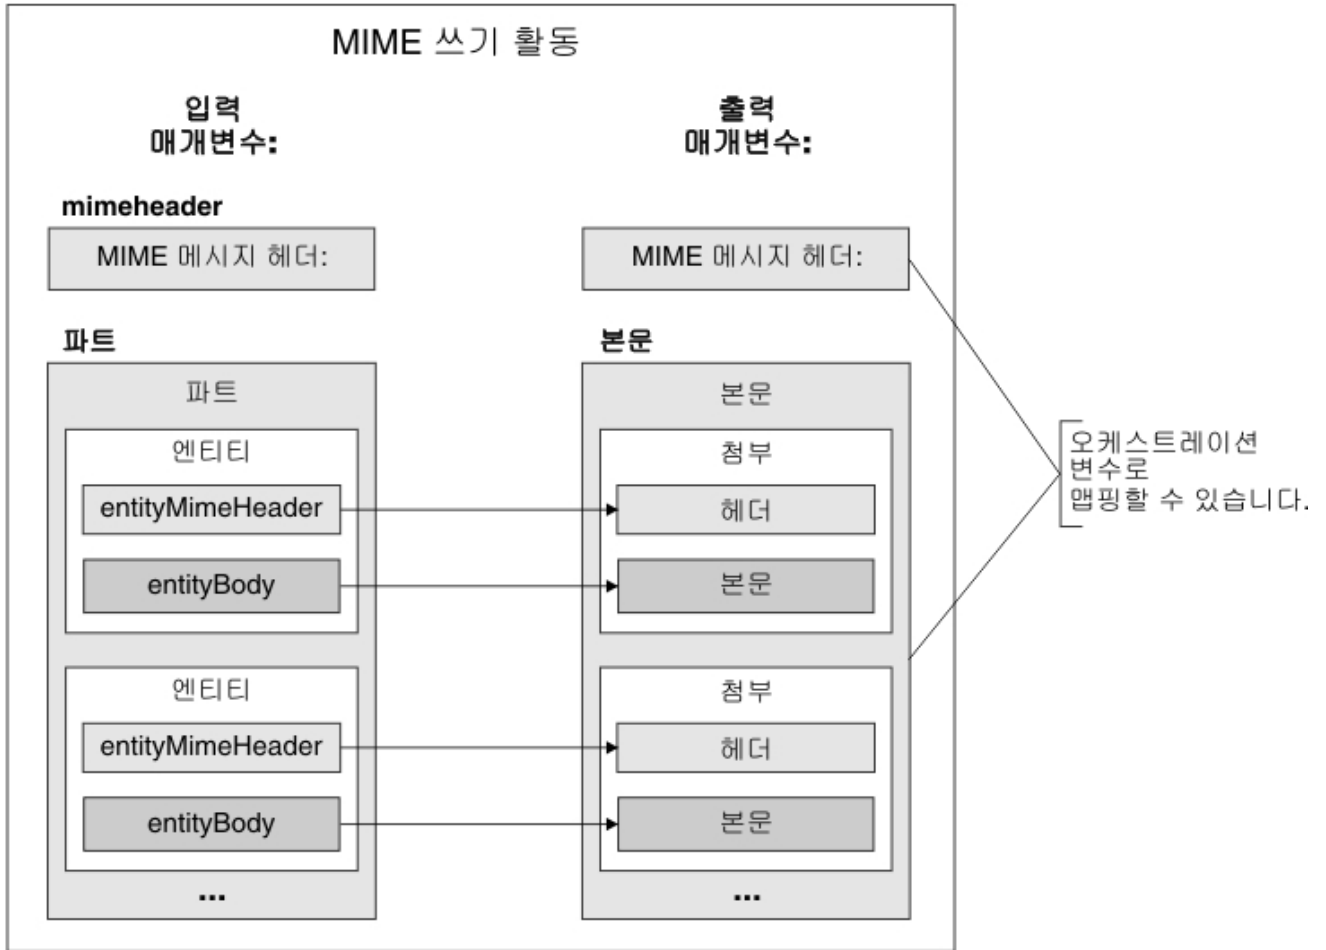 MIME 쓰기 활동
입력
매개변수:
출력
매개변수:
mimeheader
MIME 메시지 헤더:
MIME 메시지 헤더:
파트
본문
파트
본문
엔티티
첨부
entityMimeHeader
헤더
entityBody
본문
엔티티
첨부
entityMimeHeader
헤더
entityBody
본문
...
...
오케스트레이션
변수로
맵핑할 수 있습니다.